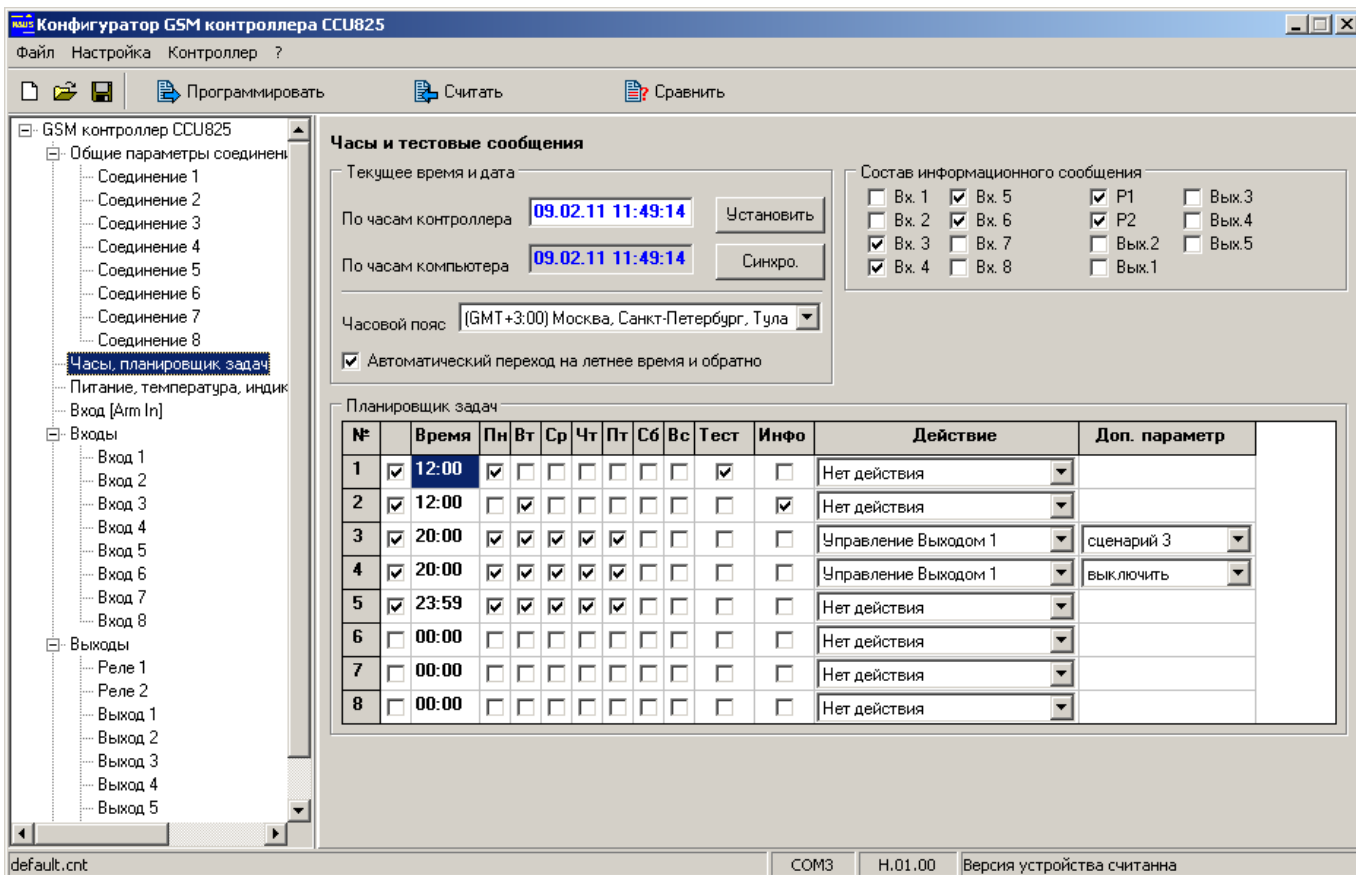 Конфигуратор GSM контроллера CCU825
Файл Настройка Контроллер ?
Программировать Считать Сравнить
GSM контроллер CCU825
Общие параметры соединени
Соединение 1
Соединение 2
Соединение 3
Соединение 4
Соединение 5
Соединение 6
Соединение 7
Соединение 8
Часы, планировщик задач
Питание, температура, индик
Вход [Arm In]
Входы
Вход 1
Вход 2
Вход 3
Вход 4
Вход 5
Вход 6
Вход 7
Вход 8
Выходы
Реле 1
Реле 2
Выход 1
Выход 2
Выход 3
Выход 4
Выход 5
Часы и тестовые сообщения
Текущее время и дата
По часам контроллера 09.02.11 11:49:14 Установить
По часам компьютера 09.02.11 11:49:14 Синхро.
Часовой пояс (GMT+3:00) Москва, Санкт-Петербург, Тула
Автоматический переход на летнее время и обратно
Состав информационного сообщения
Вх. 1 Вх. 5 P1 Вых.3
Вх. 2 Вх. 6 P2 Вых.4
Вх. 3 Вх. 7 Вых.2 Вых.5
Вх. 4 Вх. 8 Вых.1
Планировщик задач
№ Время Пн Вт Ср Чт Пт Сб Вс Тест Инфо Действие Доп. параметр
1 12:00 Нет действия
2 12:00 Нет действия
3 20:00 Управление Выходом 1 сценарий 3
4 20:00 Управление Выходом 1 выключить
5 23:59 Нет действия
6 00:00 Нет действия
7 00:00 Нет действия
8 00:00 Нет действия
default.cnt COM3 H.01.00 Версия устройства считанна